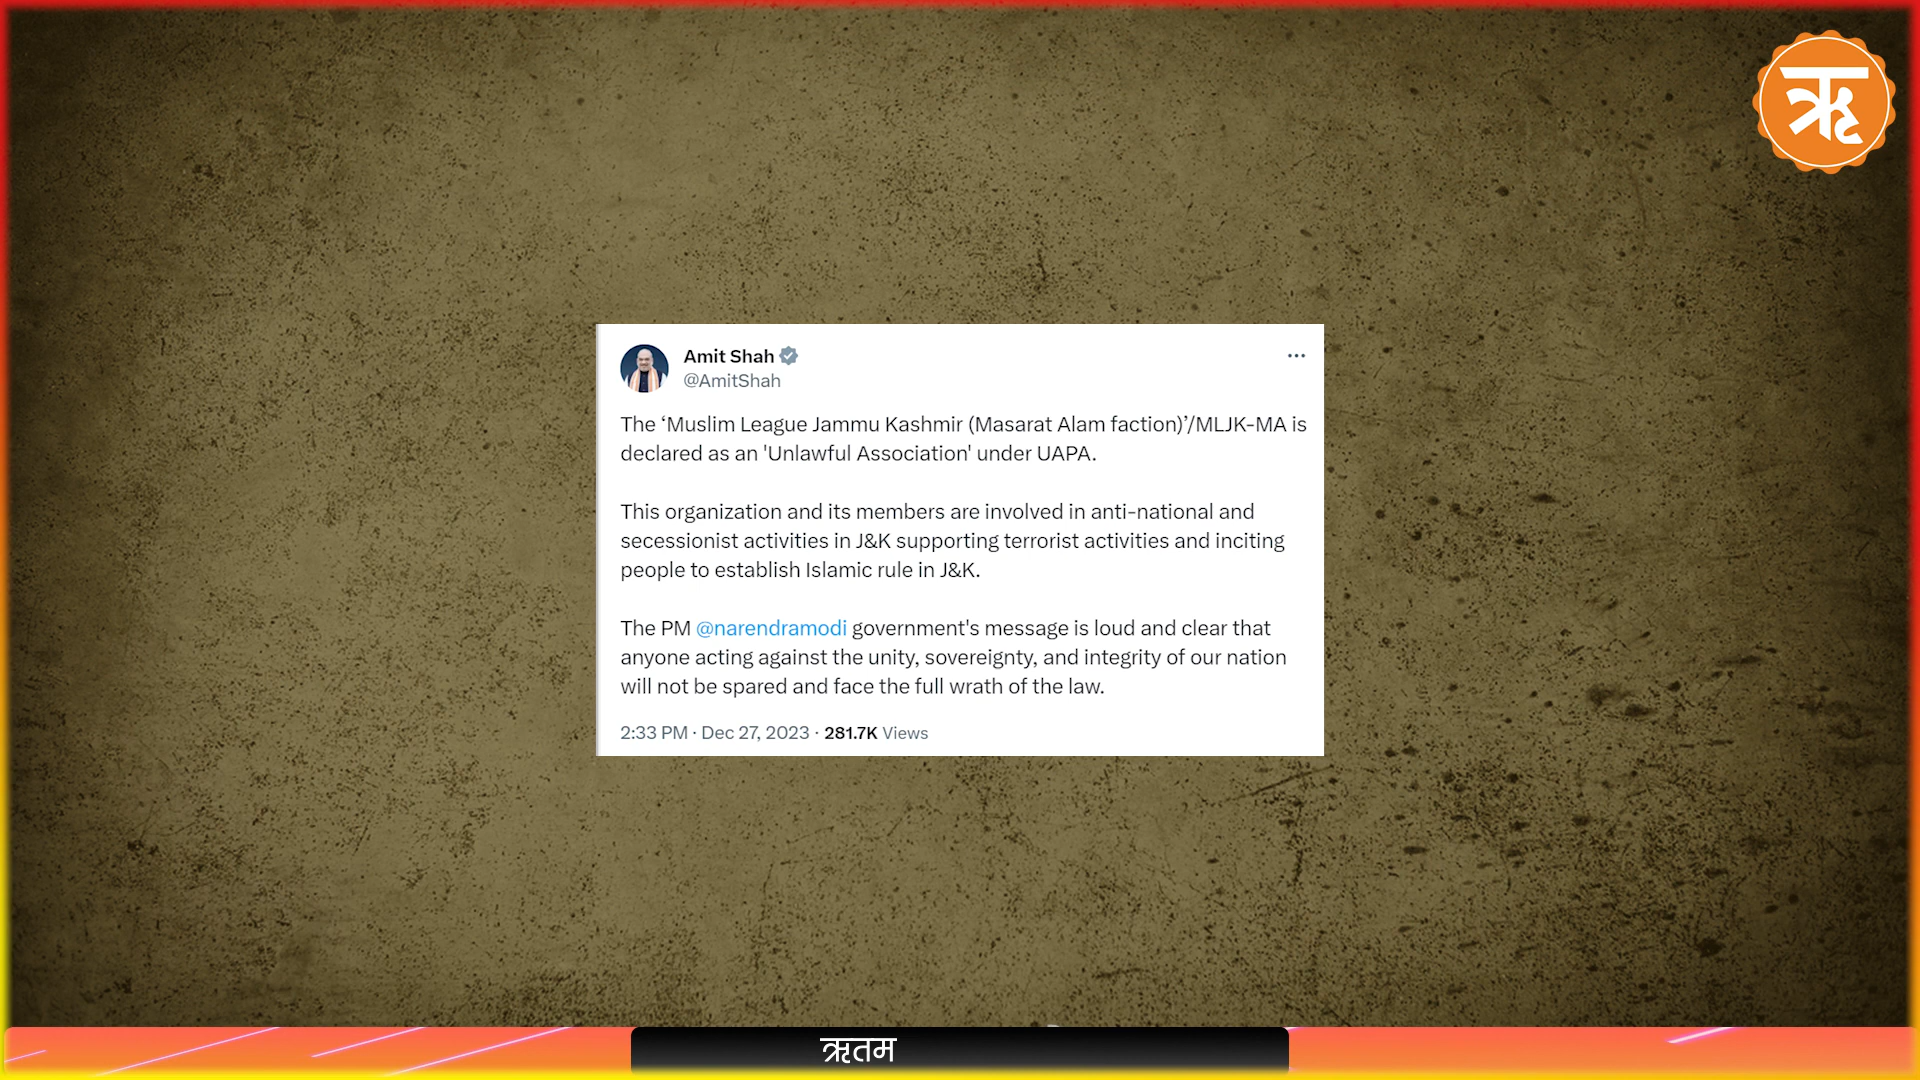 ऋ
Amit Shah
@AmitShah
The ‘Muslim League Jammu Kashmir (Masarat Alam faction)’/MLJK-MA is
declared as an 'Unlawful Association' under UAPA.
This organization and its members are involved in anti-national and
secessionist activities in J&K supporting terrorist activities and inciting
people to establish Islamic rule in J&K.
The PM @narendramodi government's message is loud and clear that
anyone acting against the unity, sovereignty, and integrity of our nation
will not be spared and face the full wrath of the law.
2:33 PM · Dec 27, 2023 · 281.7K Views
ऋतम